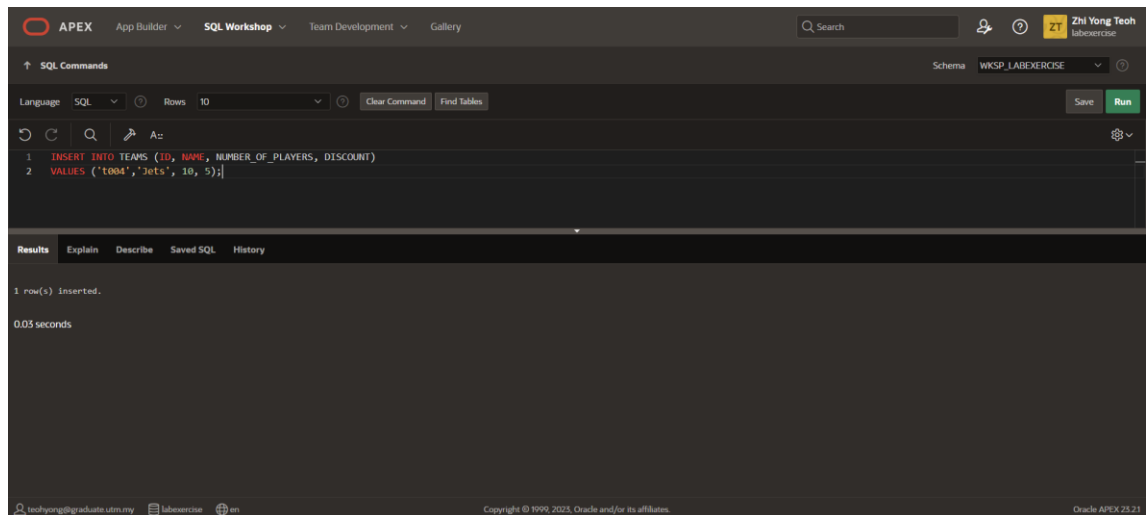 APEX App Builder SQL Workshop Team Development Gallery Search ZT Zhi Yong Teoh
labexercise
SQL Commands Schema WKSP_LABEXERCISE
Language SQL Rows 10 Clear Command Find Tables Save Run
A::
1 INSERT INTO TEAMS (ID, NAME, NUMBER_OF_PLAYERS, DISCOUNT)
2 VALUES ('t004','Jets', 10, 5);
Results Explain Describe Saved SQL History
1 row(s) inserted.
0.03 seconds
teohyong@graduate.utm.my labexercise en Copyright © 1999, 2023, Oracle and/or its affiliates. Oracle APEX 23.2.1